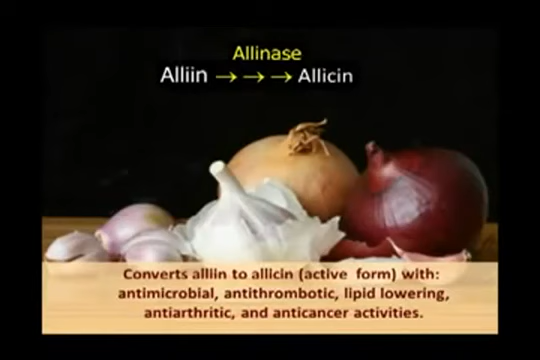 Allinase
Alliin → → → Allicin
Converts alliin to allicin (active form) with:
antimicrobial, antithrombotic, lipid lowering,
antiarthritic, and anticancer activities.